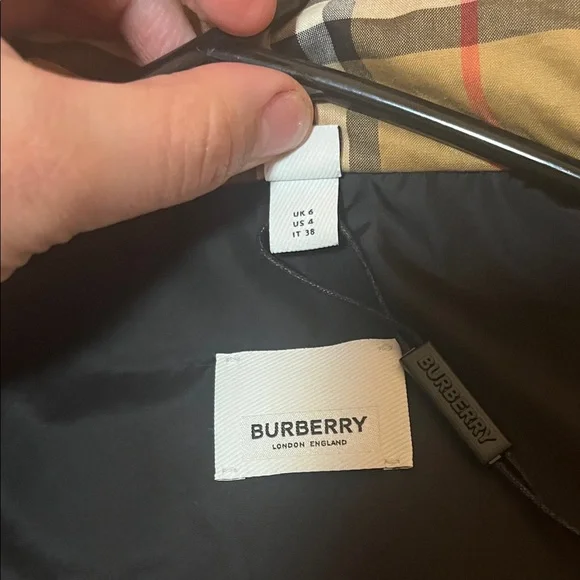 UK 6
US 4
IT 38
BURBERRY
BURBERRY
LONDON ENGLAND